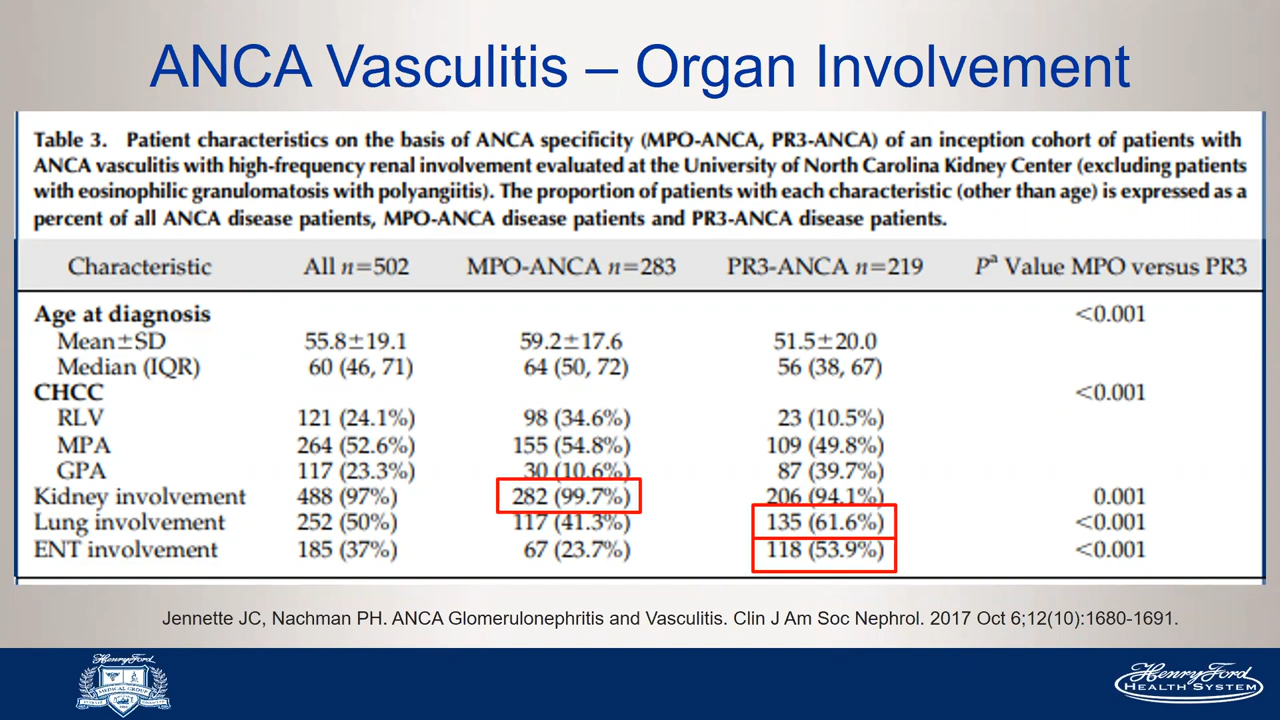 ANCA Vasculitis – Organ Involvement
Table 3. Patient characteristics on the basis of ANCA specificity (MPO-ANCA, PR3-ANCA) of an inception cohort of patients with
ANCA vasculitis with high-frequency renal involvement evaluated at the University of North Carolina Kidney Center (excluding patients
with eosinophilic granulomatosis with polyangiitis). The proportion of patients with each characteristic (other than age) is expressed as a
percent of all ANCA disease patients, MPO-ANCA disease patients and PR3-ANCA disease patients.
Characteristic All n=502 MPO-ANCA n=283 PR3-ANCA n=219 Pª Value MPO versus PR3
Age at diagnosis <0.001
Mean±SD 55.8±19.1 59.2±17.6 51.5±20.0
Median (IQR) 60 (46, 71) 64 (50, 72) 56 (38, 67)
CHCC <0.001
RLV 121 (24.1%) 98 (34.6%) 23 (10.5%)
MPA 264 (52.6%) 155 (54.8%) 109 (49.8%)
GPA 117 (23.3%) 30 (10.6%) 87 (39.7%)
Kidney involvement 488 (97%) 282 (99.7%) 206 (94.1%) 0.001
Lung involvement 252 (50%) 117 (41.3%) 135 (61.6%) <0.001
ENT involvement 185 (37%) 67 (23.7%) 118 (53.9%) <0.001
Jennette JC, Nachman PH. ANCA Glomerulonephritis and Vasculitis. Clin J Am Soc Nephrol. 2017 Oct 6;12(10):1680-1691.
Henry Ford
MEDICAL GROUP
Henry Ford
HEALTH SYSTEM